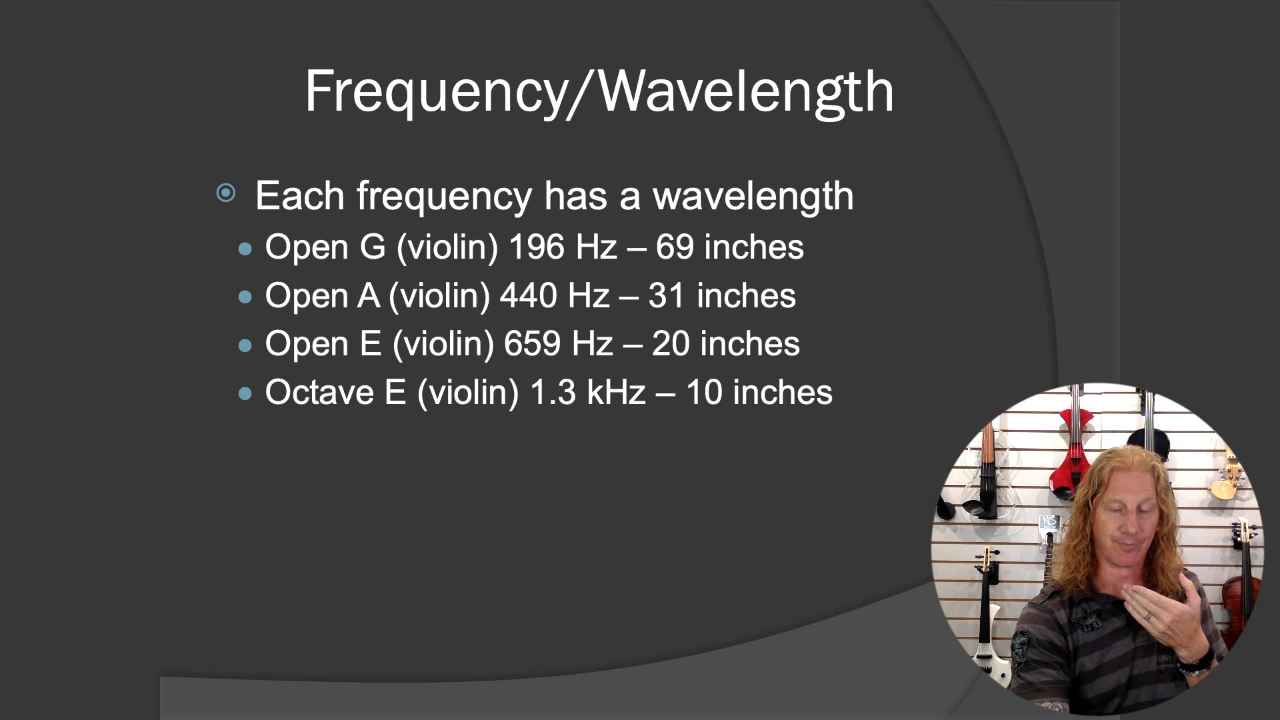 Frequency/Wavelength
Each frequency has a wavelength
Open G (violin) 196 Hz – 69 inches
Open A (violin) 440 Hz – 31 inches
Open E (violin) 659 Hz – 20 inches
Octave E (violin) 1.3 kHz – 10 inches
NS